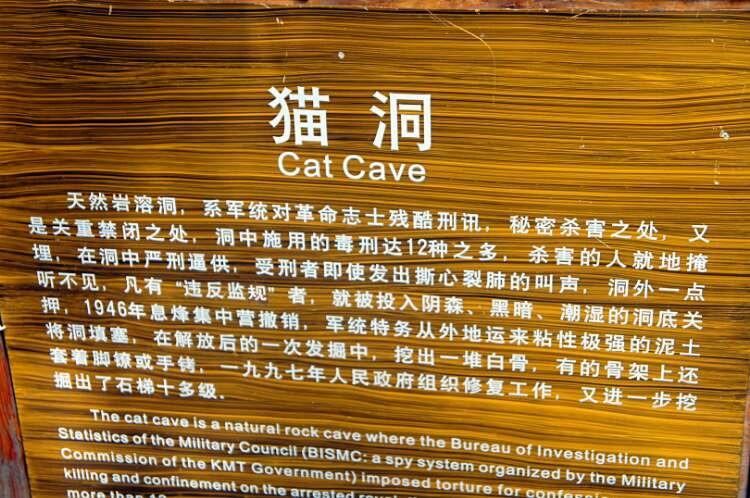 猫洞
Cat Cave
天然岩溶洞，系军统对革命志士残酷刑讯，秘密杀害之处，又
是关重禁闭之处，洞中施用的毒刑达12种之多，杀害的人就地掩
埋，在洞中严刑逼供，受刑者即使发出撕心裂肺的叫声，洞外一点
听不见，凡有“违反监规”者，就被投入阴森、黑暗、潮湿的洞底关
押，1946年息烽集中营撤销，军统特务从外地运来粘性极强的泥土
将洞填塞，在解放后的一次发掘中，挖出一堆白骨，有的骨架上还
套着脚镣或手铐，一九九七年人民政府组织修复工作，又进一步挖
掘出了石梯十多级．
The cat cave is a natural rock cave where the Bureau of Investigation and
Statistics of the Military Council (BISMC: a spy system organized by the Military
Commission of the KMT Government) imposed torture for confession
killing and confinement on the arrested
more than 12